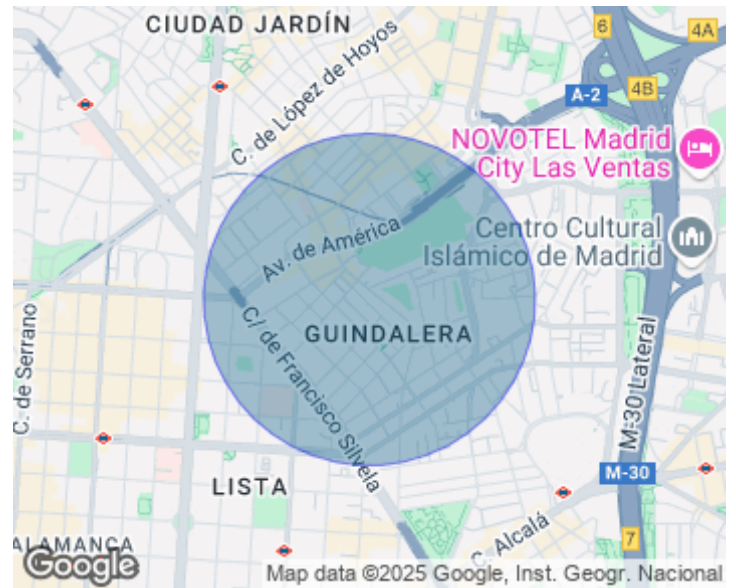 CIUDAD JARDÍN
6
4A
C. de López de Hoyos
A-2
4B
NOVOTEL Madrid
City Las Ventas
Av. de América
Centro Cultural
Islámico de Madrid
C/ de Francisco Silvela
GUINDALERA
C. de Serrano
M-30 Lateral
M-30
LISTA
C. Alcalá
7
ALAMANCA
Google
Map data ©2025 Google, Inst. Geogr. Nacional